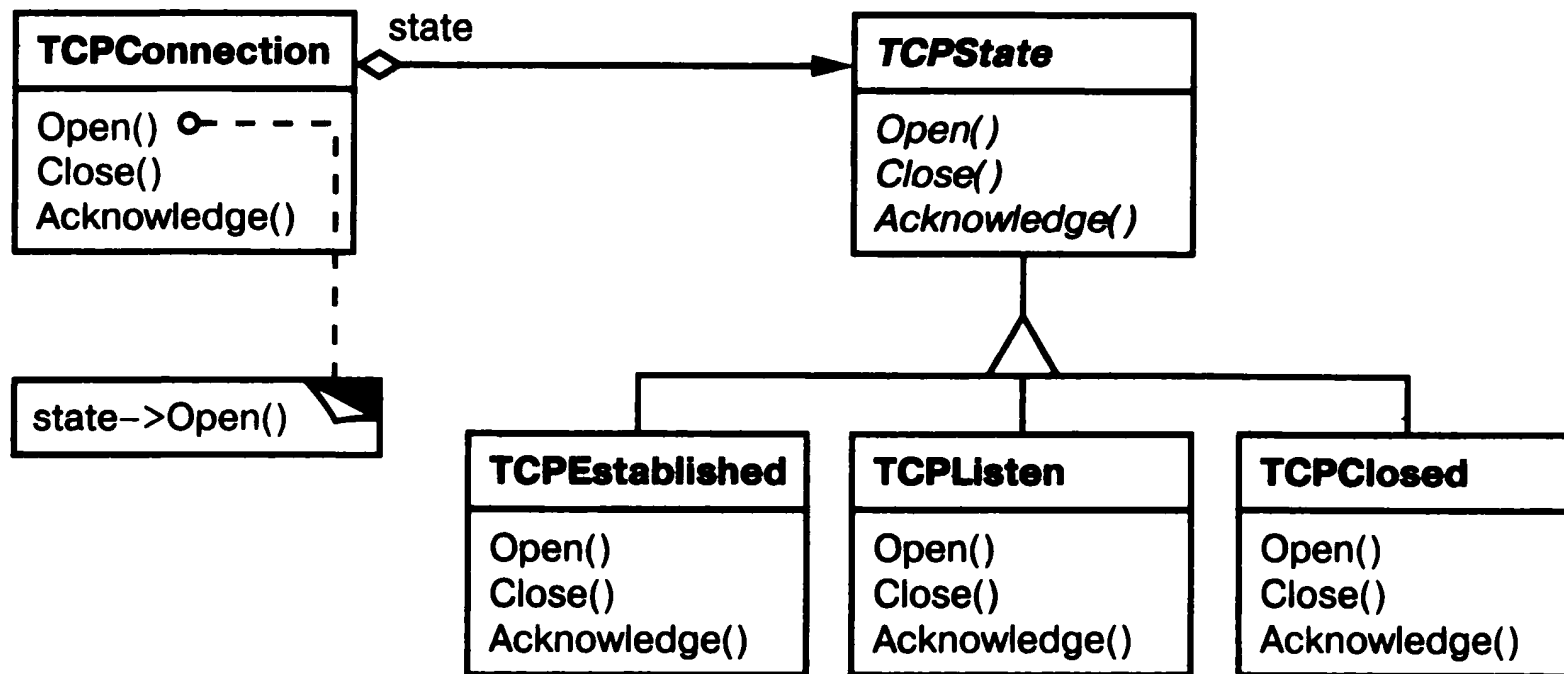 TCPConnection
Open()
Close()
Acknowledge()
state
TCPState
Open()
Close()
Acknowledge()
state->Open()
TCPEstablished
Open()
Close()
Acknowledge()
TCPListen
Open()
Close()
Acknowledge()
TCPClosed
Open()
Close()
Acknowledge()